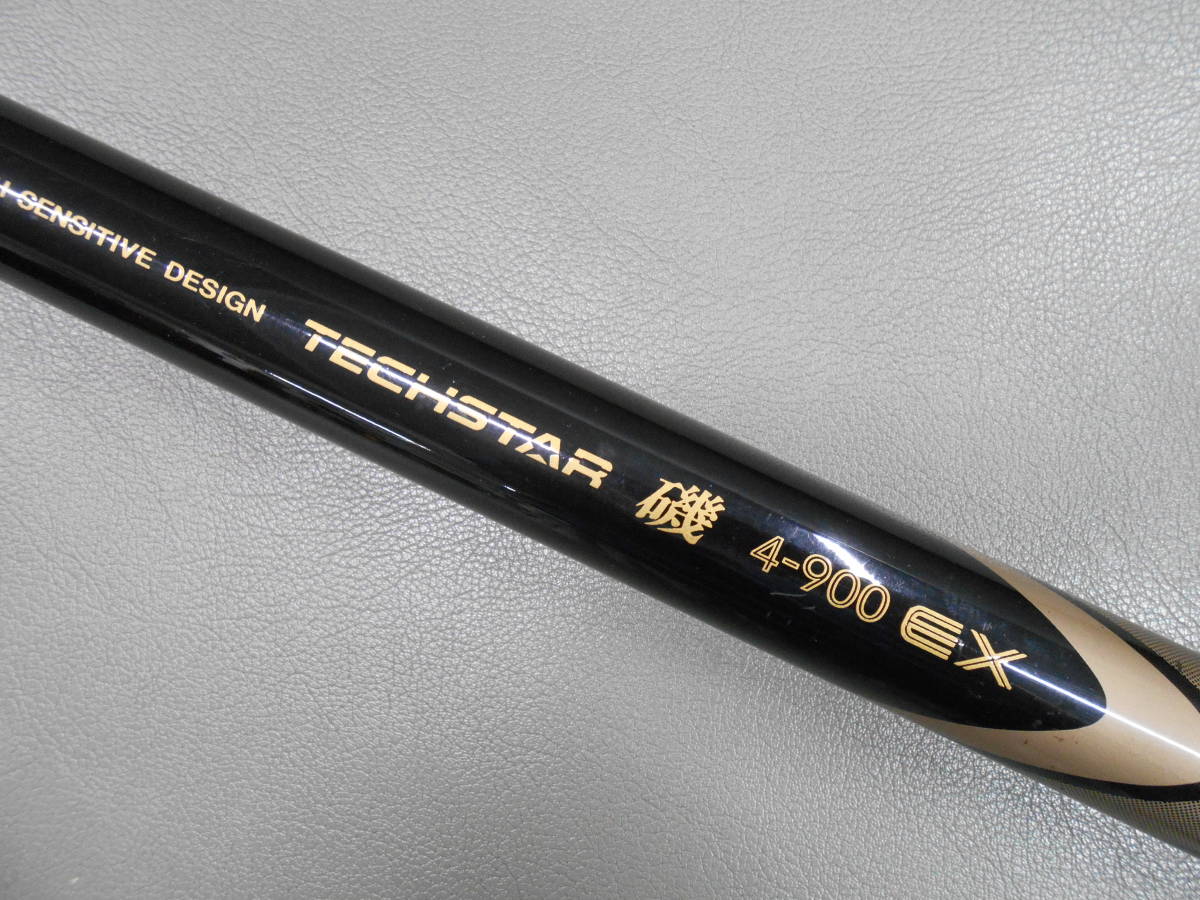 SENSITIVE DESIGN TECHSTAR 磯 4-900 EX